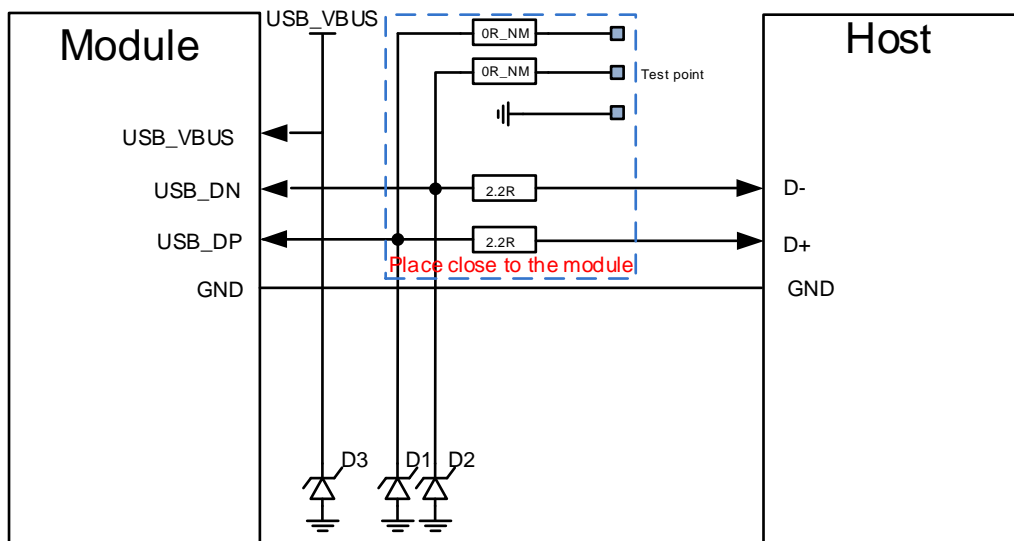 USB_VBUS
Module
Host
0R_NM
0R_NM
Test point
USB_VBUS
USB_DN
2.2R
D-
USB_DP
2.2R
D+
Place close to the module
GND
GND
D3
D1
D2